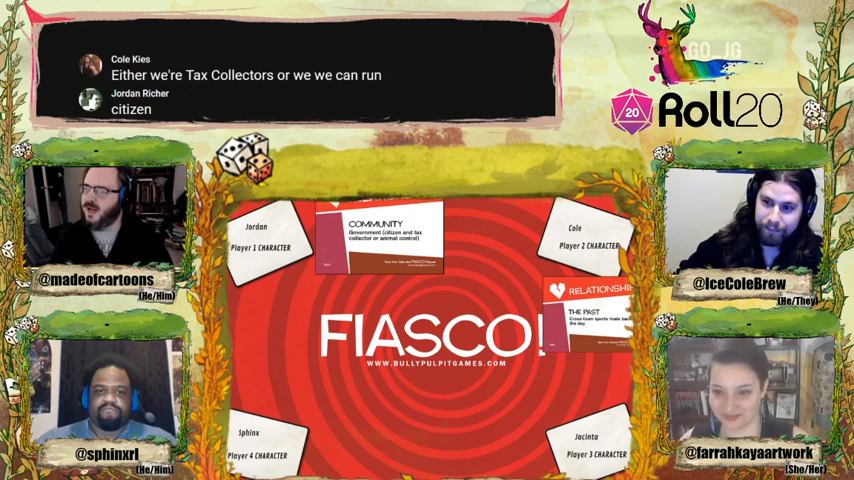 Cole Kies
Either we're Tax Collectors or we we can run
Jordan Richer
citizen
GO_JG
20
Roll20
@madeofcartoons
(He/Him)
@IceColeBrew
(He/They)
@sphinxrl
(He/Him)
@farrahkayaartwork
(She/Her)
Jordan
Player 1 CHARACTER
COMMUNITY
Government (citizen and tax
collector or animal control)
Cole
Player 2 CHARACTER
RELATIONSHIP
THE PAST
Cross-team sports rivals back
the day
FIASCO!
WWW.BULLYPULPITGAMES.COM
Sphinx
Player 4 CHARACTER
Jacinta
Player 3 CHARACTER